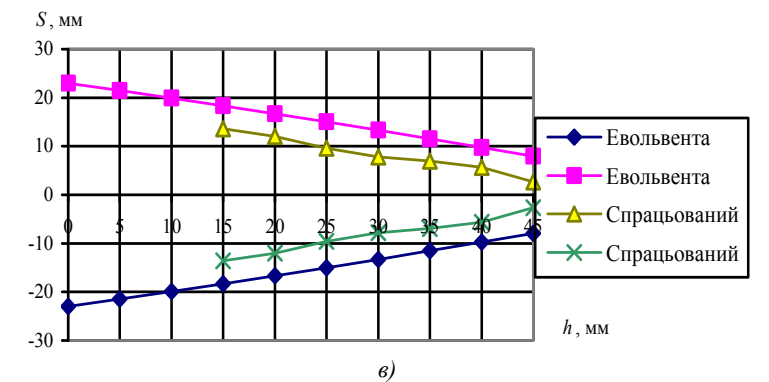 S, мм
30
20
10
0
-10
-20
-30
0 5 10 15 20 25 30 35 40 45
h, мм
Евольвента
Евольвента
Спрацьований
Спрацьований
в)